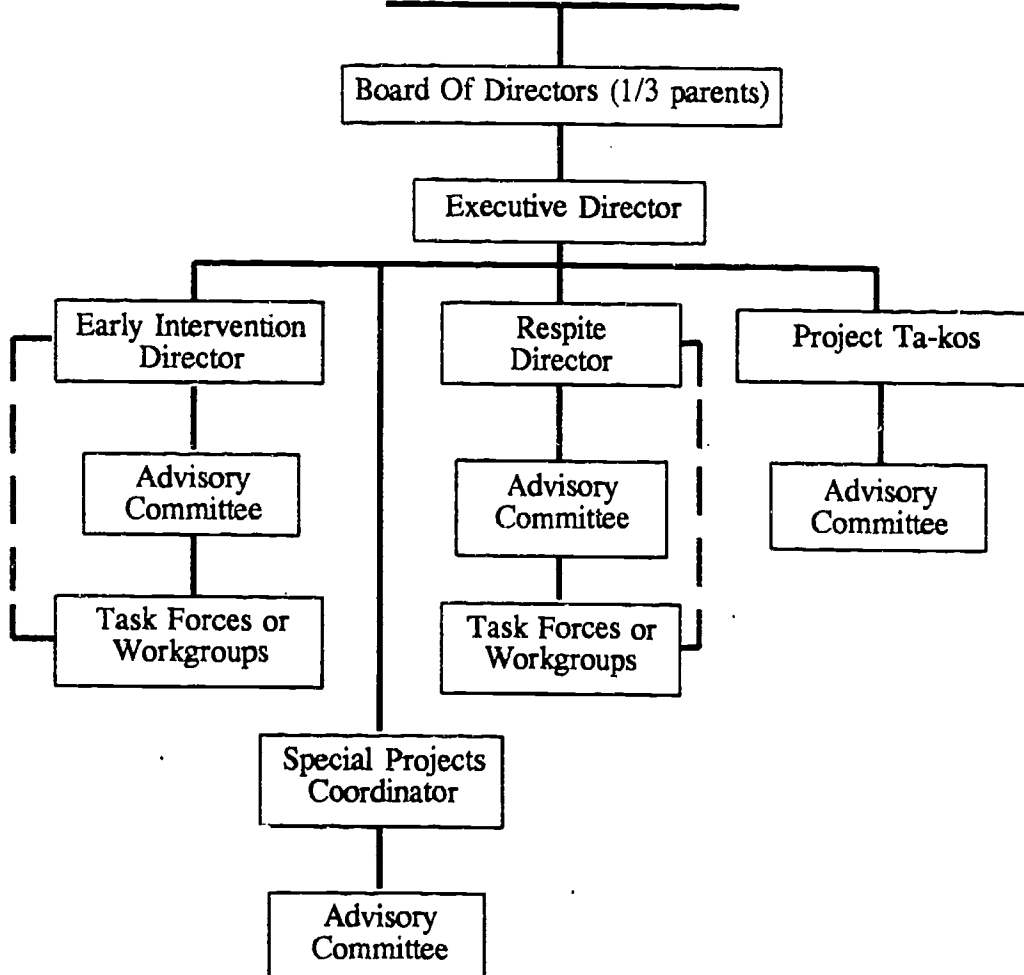 Board Of Directors (1/3 parents)
Executive Director
Early Intervention
Director
Respite
Director
Project Ta-kos
Advisory
Committee
Advisory
Committee
Advisory
Committee
Task Forces or
Workgroups
Task Forces or
Workgroups
Special Projects
Coordinator
Advisory
Committee